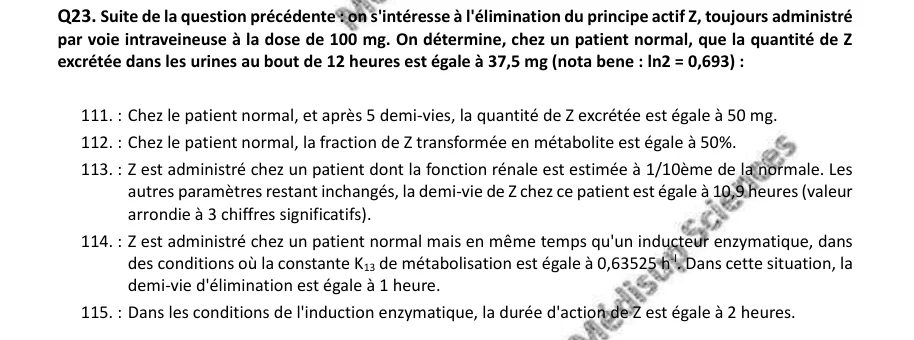 Q23. Suite de la question précédente : on s'intéresse à l'élimination du principe actif Z, toujours administré
par voie intraveineuse à la dose de 100 mg. On détermine, chez un patient normal, que la quantité de Z
excrétée dans les urines au bout de 12 heures est égale à 37,5 mg (nota bene : ln2 = 0,693) :
111. : Chez le patient normal, et après 5 demi-vies, la quantité de Z excrétée est égale à 50 mg.
112. : Chez le patient normal, la fraction de Z transformée en métabolite est égale à 50%.
113. : Z est administré chez un patient dont la fonction rénale est estimée à 1/10ème de la normale. Les
autres paramètres restant inchangés, la demi-vie de Z chez ce patient est égale à 10,9 heures (valeur
arrondie à 3 chiffres significatifs).
114. : Z est administré chez un patient normal mais en même temps qu'un inducteur enzymatique, dans
des conditions où la constante K13 de métabolisation est égale à 0,63525 h-1. Dans cette situation, la
demi-vie d'élimination est égale à 1 heure.
115. : Dans les conditions de l'induction enzymatique, la durée d'action de Z est égale à 2 heures.
Médisup Sciences